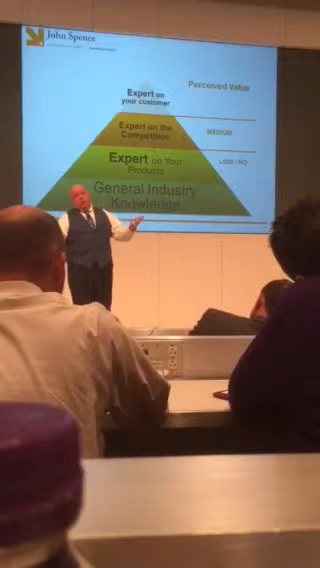 John Spence
Perceived Value
Expert on
your customer
Expert on the
Competition
MEDIUM
Expert on Your
Products
LOW / NO
General Industry
Knowledge